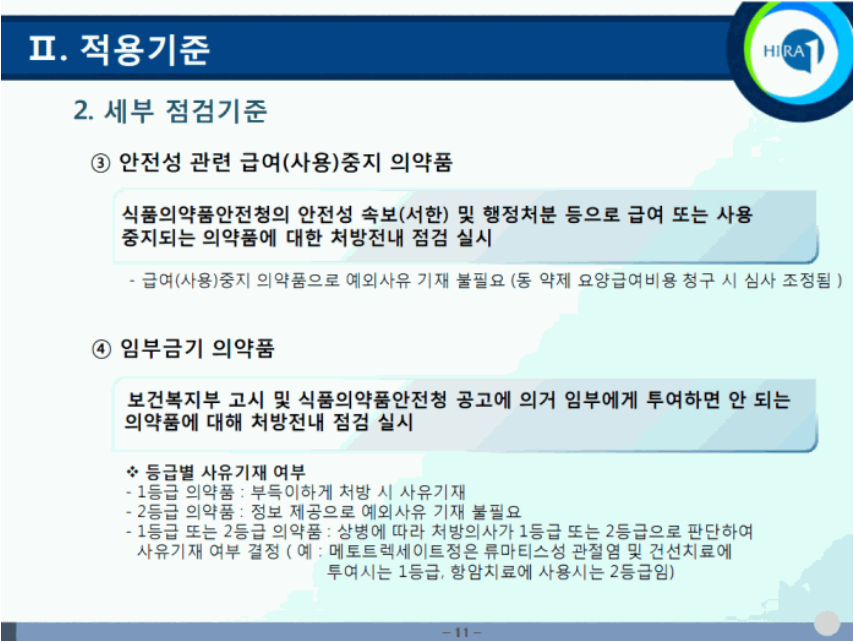 Ⅱ. 적용기준
HIRA
2. 세부 점검기준
③ 안전성 관련 급여(사용)중지 의약품
식품의약품안전청의 안전성 속보(서한) 및 행정처분 등으로 급여 또는 사용
중지되는 의약품에 대한 처방전내 점검 실시
- 급여(사용)중지 의약품으로 예외사유 기재 불필요 (동 약제 요양급여비용 청구 시 심사 조정됨 )
④ 임부금기 의약품
보건복지부 고시 및 식품의약품안전청 공고에 의거 임부에게 투여하면 안 되는
의약품에 대해 처방전내 점검 실시
❖ 등급별 사유기재 여부
- 1등급 의약품 : 부득이하게 처방 시 사유기재
- 2등급 의약품 : 정보 제공으로 예외사유 기재 불필요
- 1등급 또는 2등급 의약품 : 상병에 따라 처방의사가 1등급 또는 2등급으로 판단하여
사유기재 여부 결정 ( 예 : 메토트렉세이트정은 류마티스성 관절염 및 건선치료에
투여시는 1등급, 항암치료에 사용시는 2등급임)
- 11 -